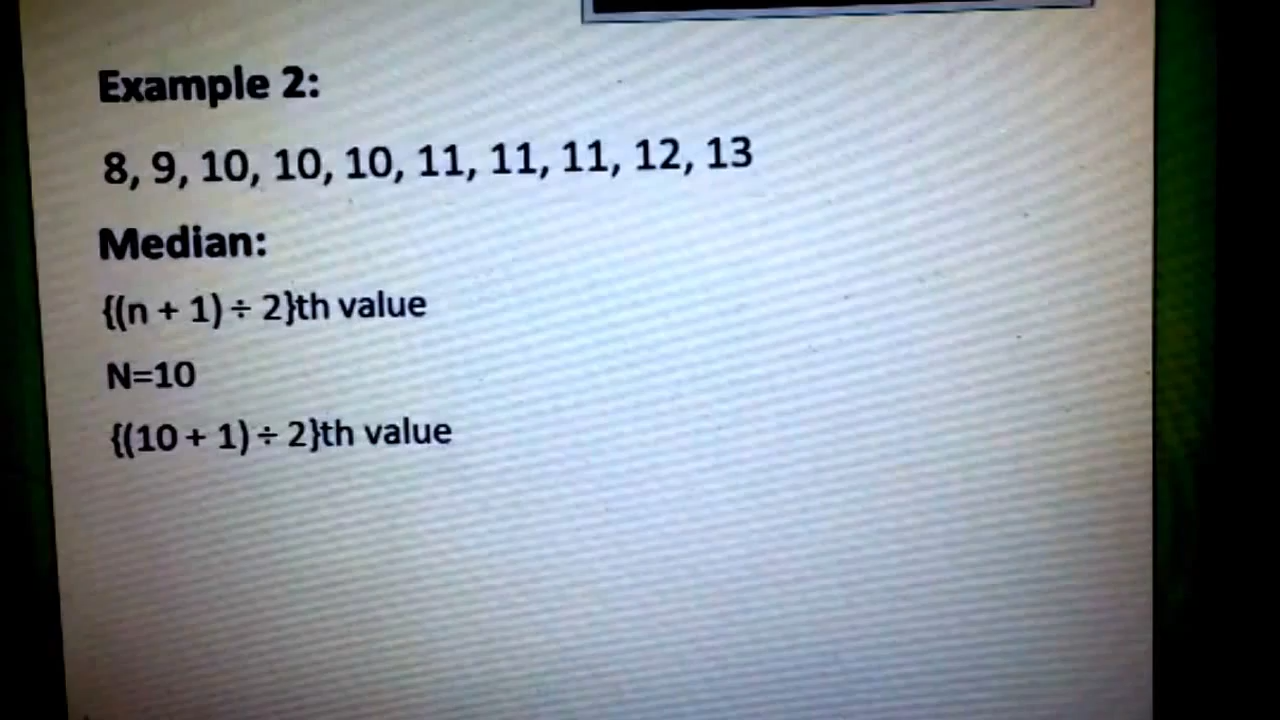 Example 2:
8, 9, 10, 10, 10, 11, 11, 11, 12, 13
Median:
{(n + 1) ÷ 2}th value
N=10
{(10 + 1) ÷ 2}th value